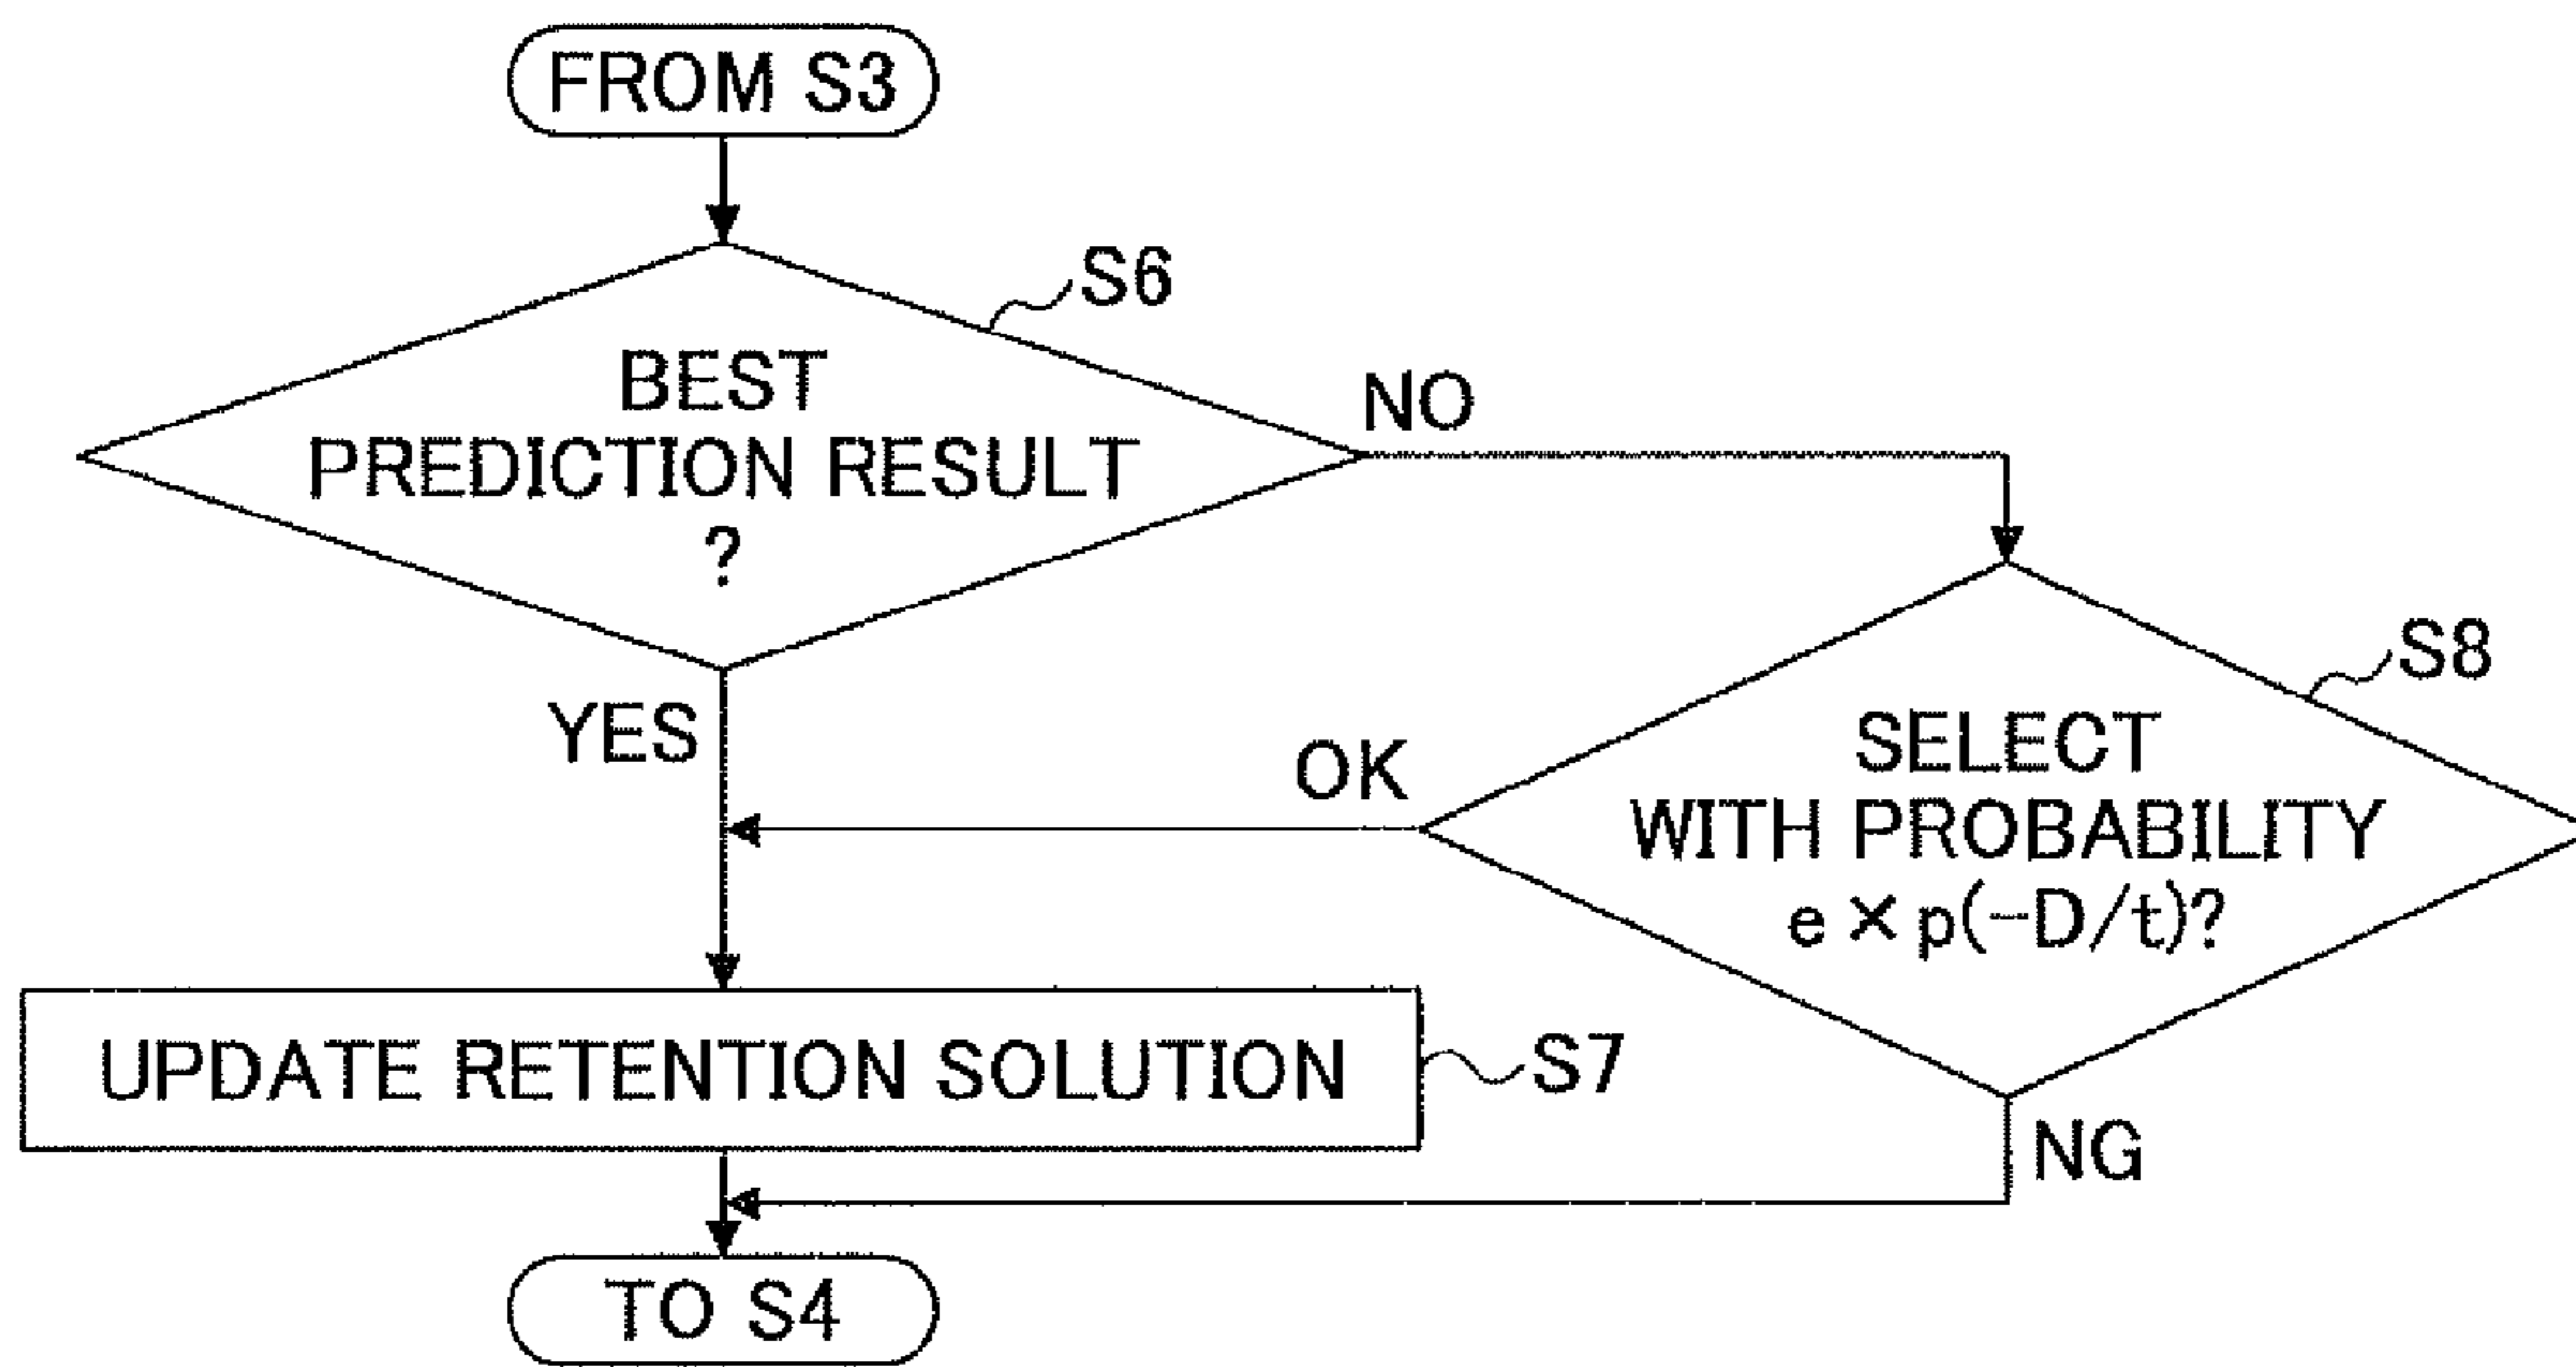 FROM S3
S6
BEST
PREDICTION RESULT
?
NO
YES
S8
SELECT
WITH PROBABILITY
e×p(-D/t)?
OK
UPDATE RETENTION SOLUTION
S7
NG
TO S4